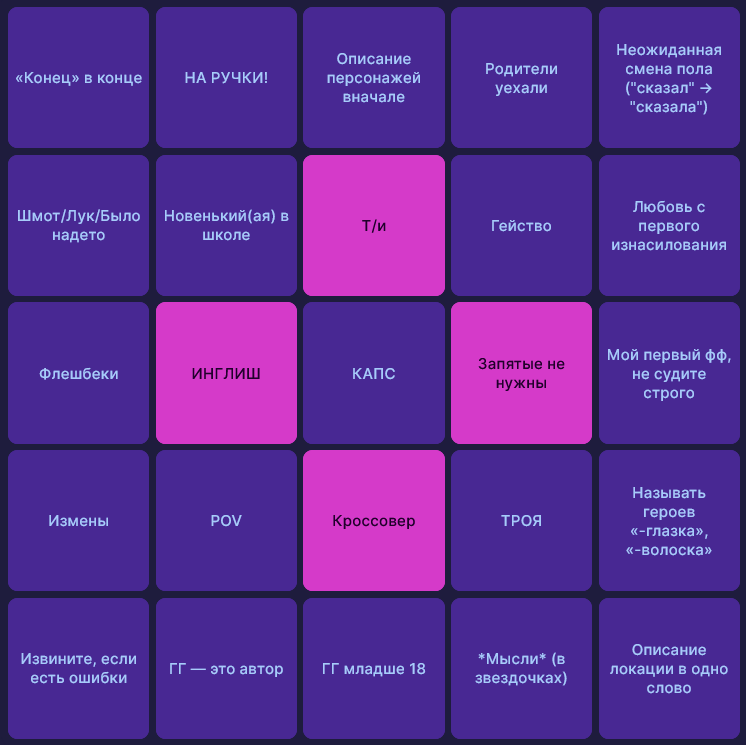 «Конец» в конце
НА РУЧКИ!
Описание
персонажей
вначале
Родители
уехали
Неожиданная
смена пола
("сказал" →
"сказала")
Шмот/Лук/Было
надето
Новенький(ая) в
школе
Т/и
Гейство
Любовь с
первого
изнасилования
Флешбеки
ИНГЛИШ
КАПС
Запятые не
нужны
Мой первый фф,
не судите
строго
Измены
POV
Кроссовер
ТРОЯ
Называть
героев
«-глазка»,
«-волоска»
Извините, если
есть ошибки
ГГ — это автор
ГГ младше 18
*Мысли* (в
звездочках)
Описание
локации в одно
слово